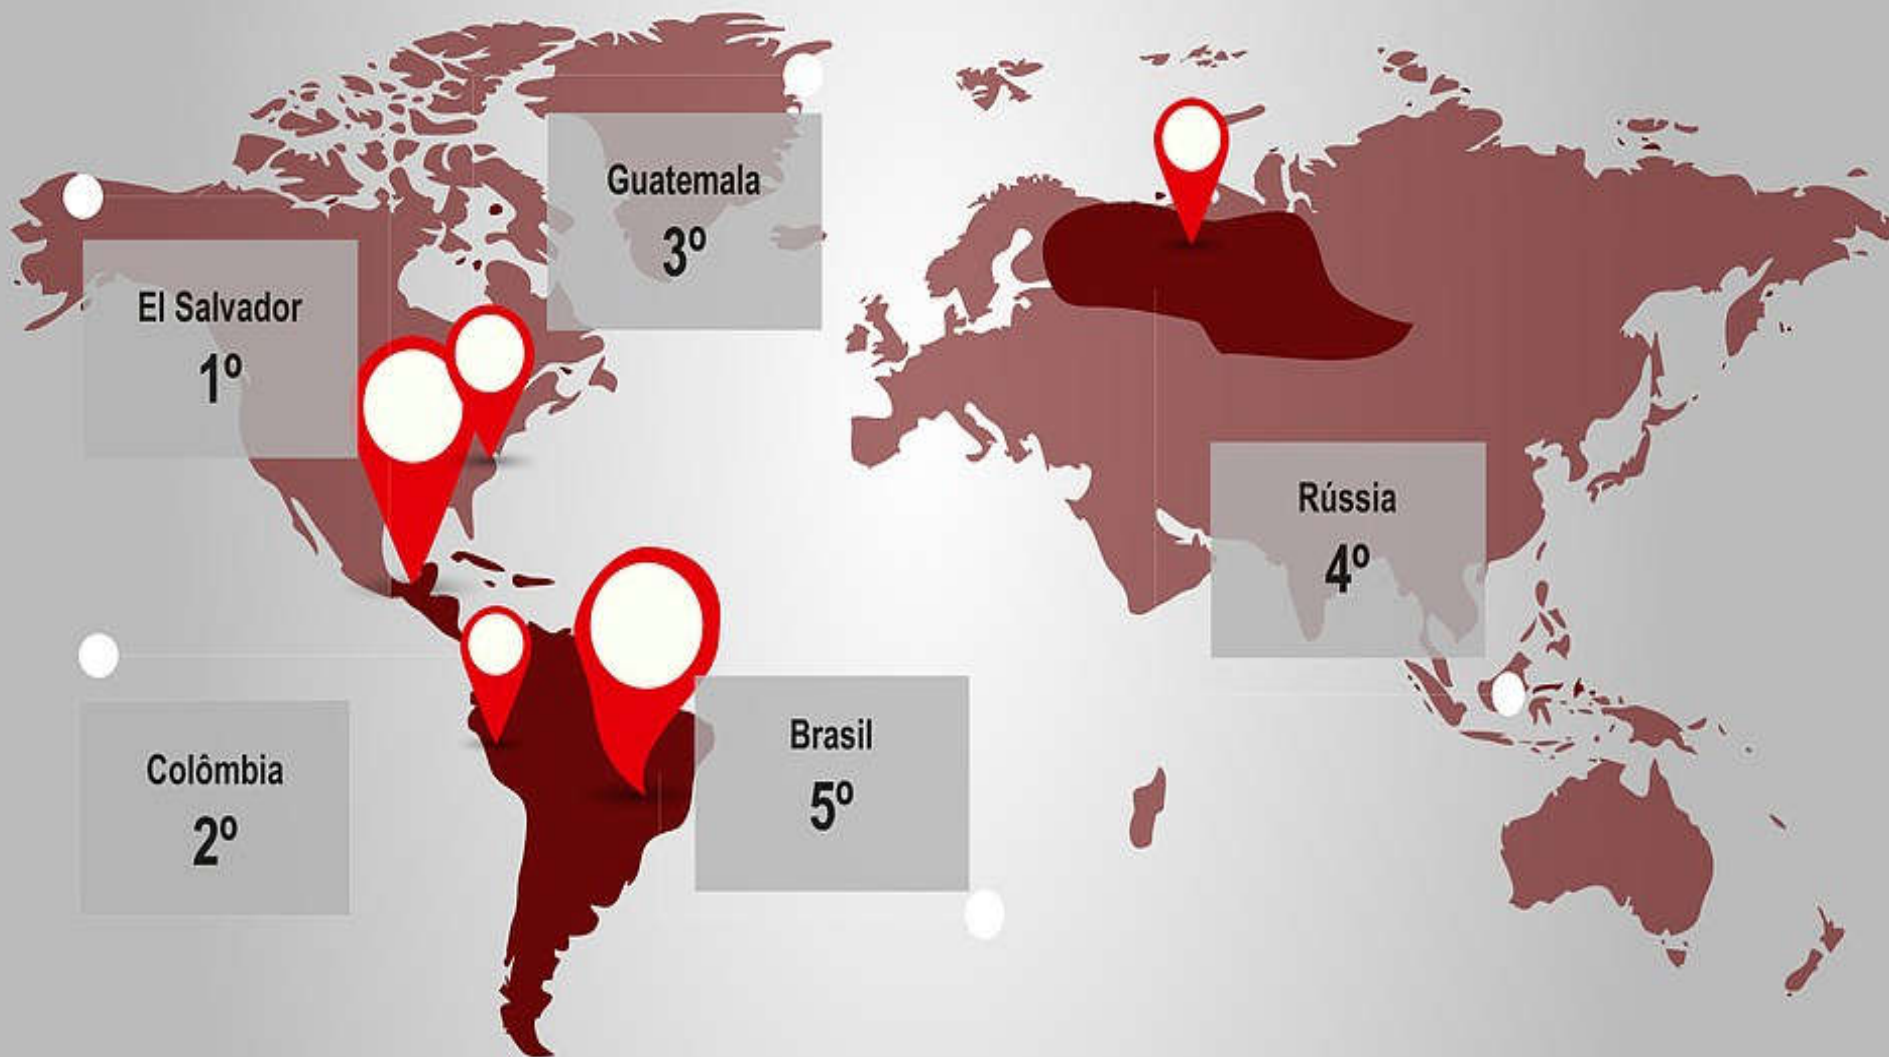 Guatemala
3º
El Salvador
1º
Rússia
4º
Colômbia
2º
Brasil
5º